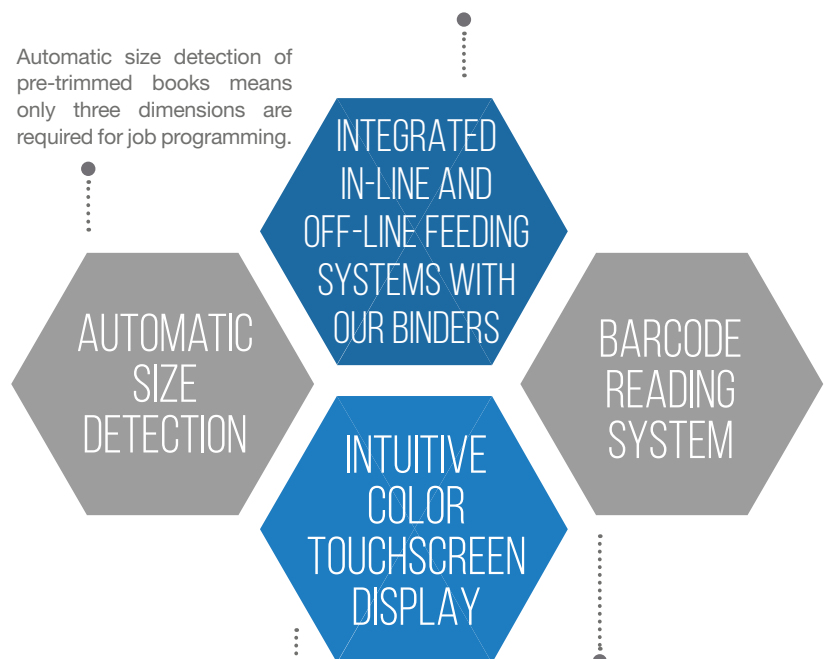 Automatic size detection of
pre-trimmed books means
only three dimensions are
required for job programming.
INTEGRATED
IN-LINE AND
OFF-LINE FEEDING
SYSTEMS WITH
OUR BINDERS
AUTOMATIC
SIZE
DETECTION
BARCODE
READING
SYSTEM
INTUITIVE
COLOR
TOUCHSCREEN
DISPLAY